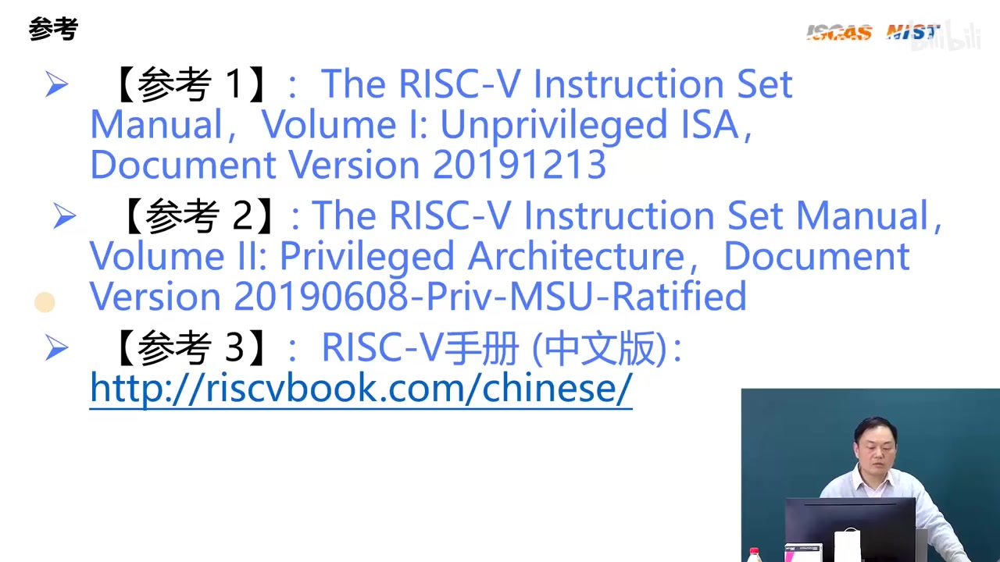 参考
ISCAS NIST
bilibili
【参考 1】：The RISC-V Instruction Set
Manual，Volume I: Unprivileged ISA，
Document Version 20191213
【参考 2】: The RISC-V Instruction Set Manual，
Volume II: Privileged Architecture，Document
Version 20190608-Priv-MSU-Ratified
【参考 3】：RISC-V手册 (中文版)：
http://riscvbook.com/chinese/